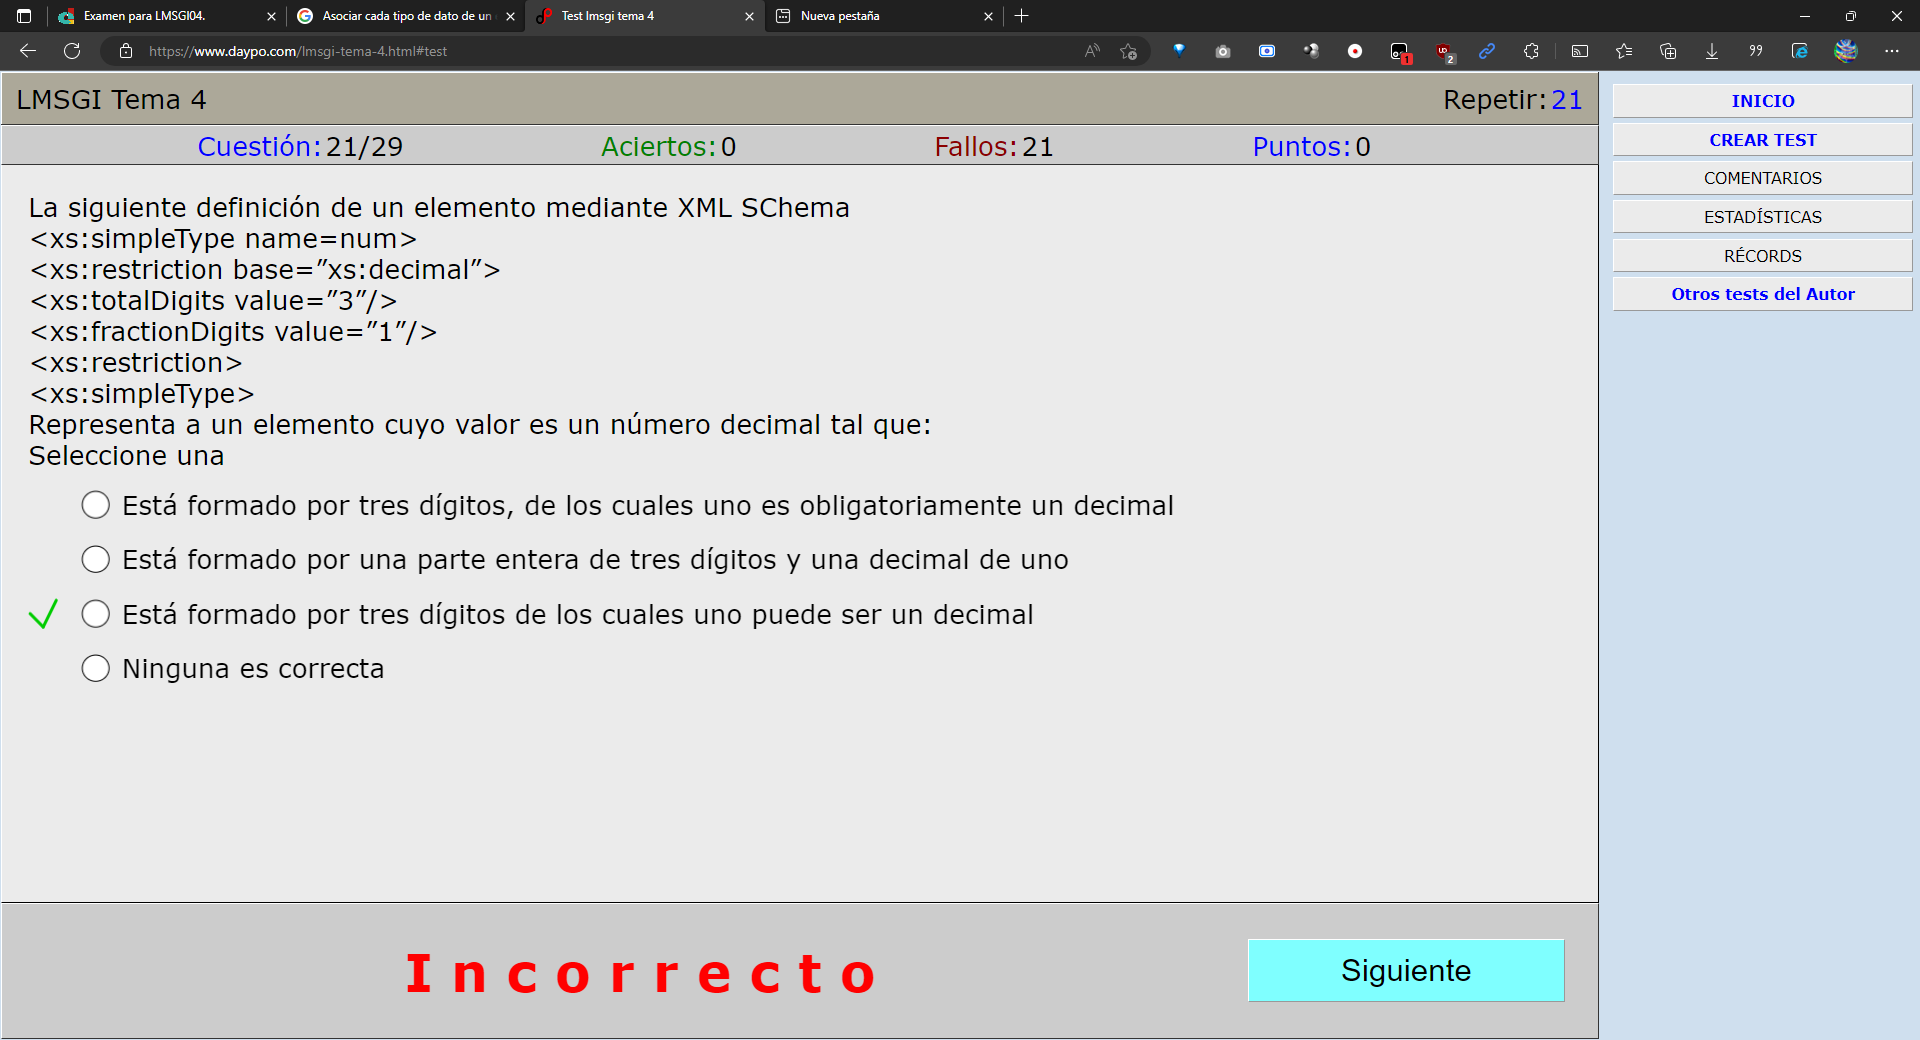 Examen para LMSGI04.
Asociar cada tipo de dato de un
Test lmsgi tema 4
Nueva pestaña
https://www.daypo.com/lmsgi-tema-4.html#test
1
2
LMSGI Tema 4
Repetir: 21
Cuestión: 21/29
Aciertos: 0
Fallos: 21
Puntos: 0
La siguiente definición de un elemento mediante XML SChema
<xs:simpleType name=num>
<xs:restriction base=”xs:decimal”>
<xs:totalDigits value=”3”/>
<xs:fractionDigits value=”1”/>
<xs:restriction>
<xs:simpleType>
Representa a un elemento cuyo valor es un número decimal tal que:
Seleccione una
Está formado por tres dígitos, de los cuales uno es obligatoriamente un decimal
Está formado por una parte entera de tres dígitos y una decimal de uno
Está formado por tres dígitos de los cuales uno puede ser un decimal
Ninguna es correcta
Incorrecto
Siguiente
INICIO
CREAR TEST
COMENTARIOS
ESTADÍSTICAS
RÉCORDS
Otros tests del Autor